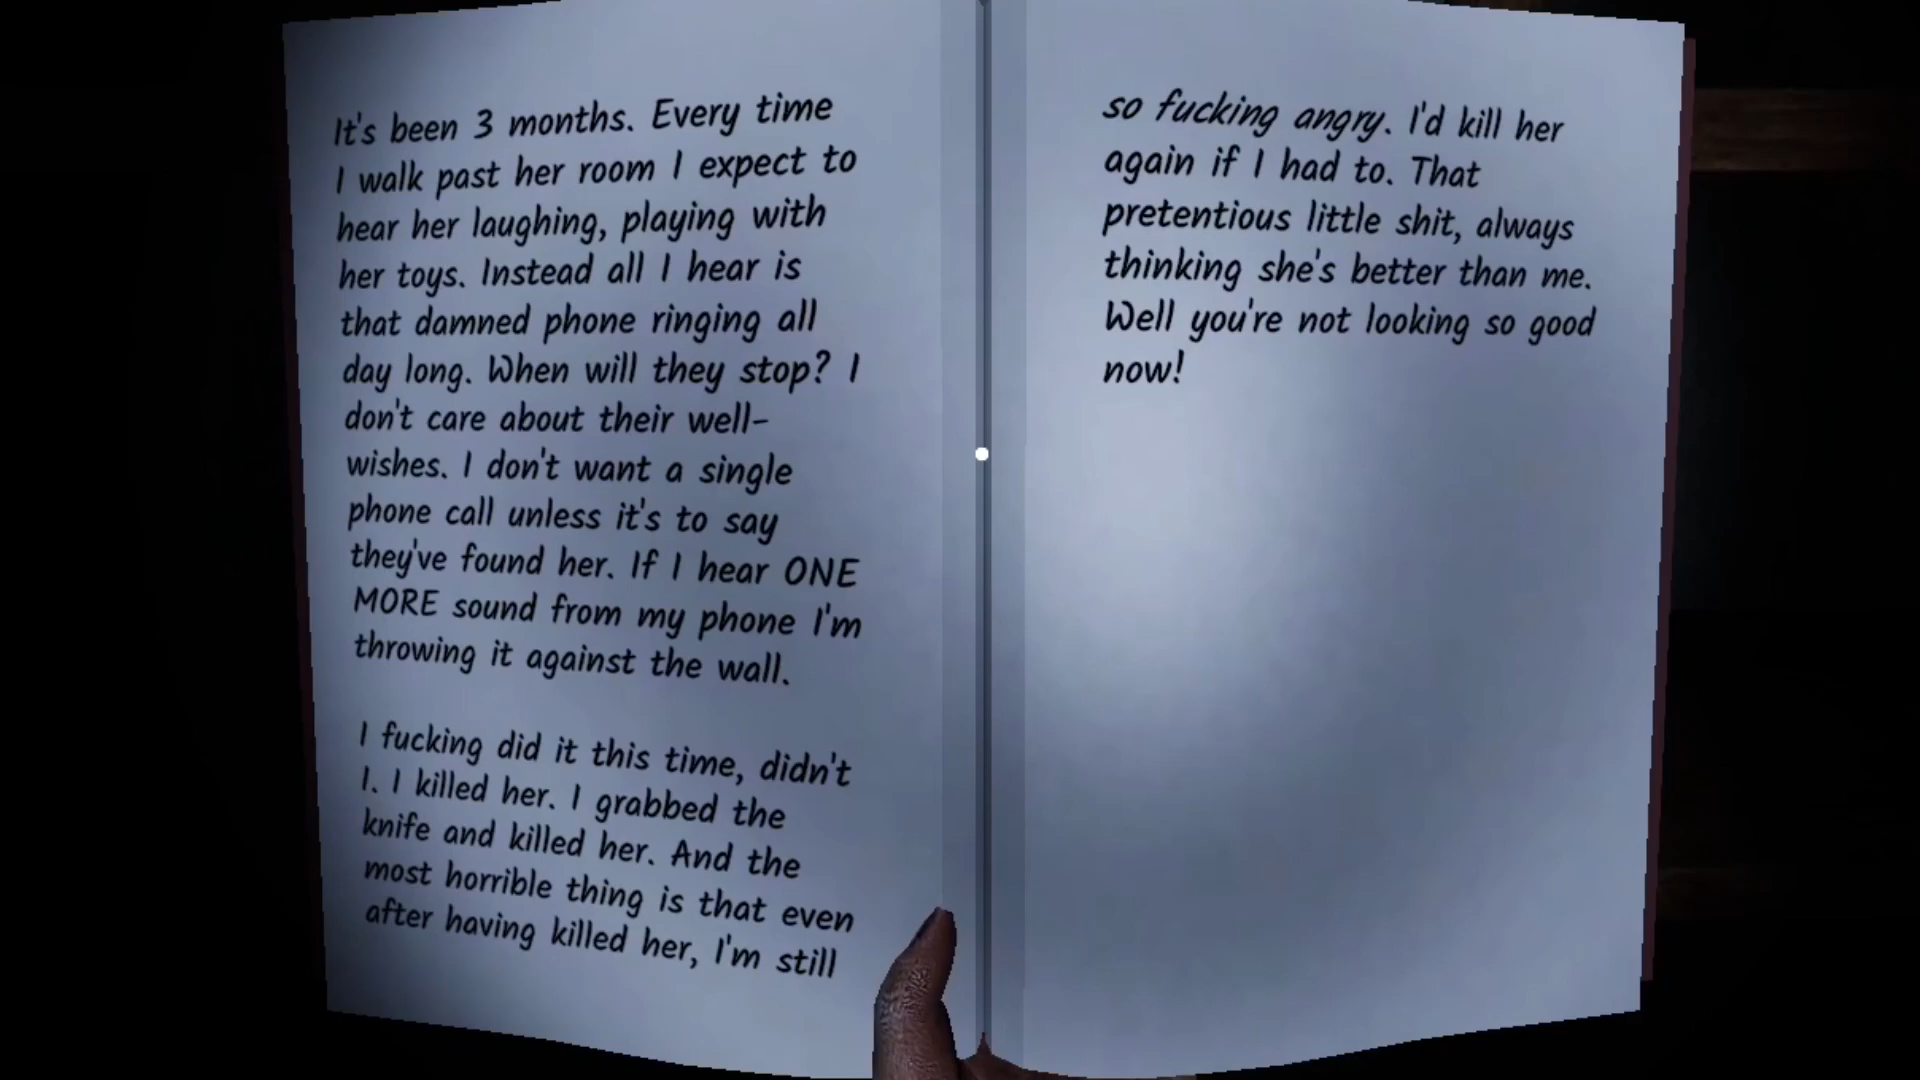 It's been 3 months. Every time
I walk past her room I expect to
hear her laughing, playing with
her toys. Instead all I hear is
that damned phone ringing all
day long. When will they stop? I
don't care about their well-
wishes. I don't want a single
phone call unless it's to say
they've found her. If I hear ONE
MORE sound from my phone I'm
throwing it against the wall.
I fucking did it this time, didn't
I. I killed her. I grabbed the
knife and killed her. And the
most horrible thing is that even
after having killed her, I'm still
so fucking angry. I'd kill her
again if I had to. That
pretentious little shit, always
thinking she's better than me.
Well you're not looking so good
now!